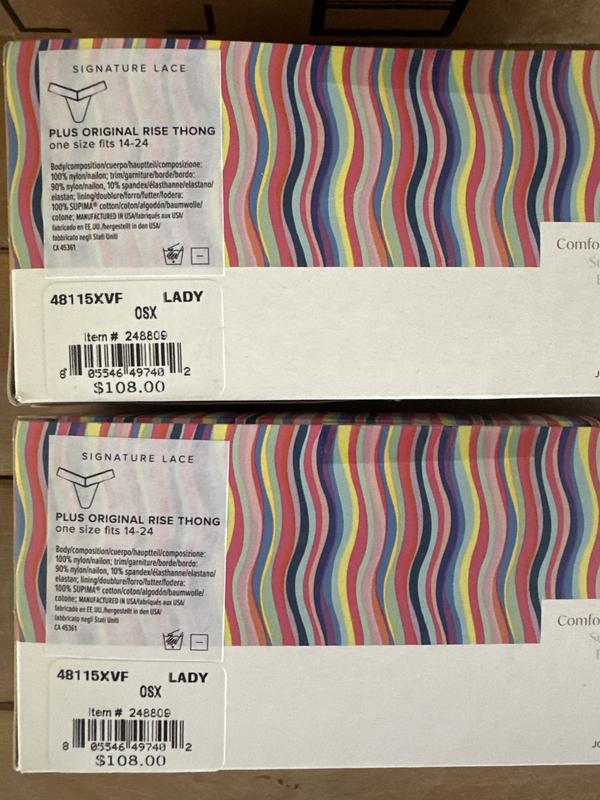 SIGNATURE LACE
PLUS ORIGINAL RISE THONG
one size fits 14-24
Body/composition/cuerpo/hauptteil/composizione:
100% nylon/nailon; trim/garniture/borde/bordo:
90% nylon/nailon, 10% spandex/élasthanne/elastano/
elastan; lining/doublure/forro/futter/fodera:
100% SUPIMA® cotton/coton/algodón/baumwolle/
cotone; MANUFACTURED IN USA/fabriqués aux USA/
fabricado en EE.UU./hergestellt in den USA/
fabbricato negli Stati Uniti
CA 45361
Comfo
48115XVF LADY
OSX
Item # 248809
8 05546 49740 2
$108.00
SIGNATURE LACE
PLUS ORIGINAL RISE THONG
one size fits 14-24
Body/composition/cuerpo/hauptteil/composizione:
100% nylon/nailon; trim/garniture/borde/bordo:
90% nylon/nailon, 10% spandex/élasthanne/elastano/
elastan; lining/doublure/forro/futter/fodera:
100% SUPIMA® cotton/coton/algodón/baumwolle/
cotone; MANUFACTURED IN USA/fabriqués aux USA/
fabricado en EE.UU./hergestellt in den USA/
fabbricato negli Stati Uniti
CA 45361
Comfo
48115XVF LADY
OSX
Item # 248809
8 05546 49740 2
$108.00